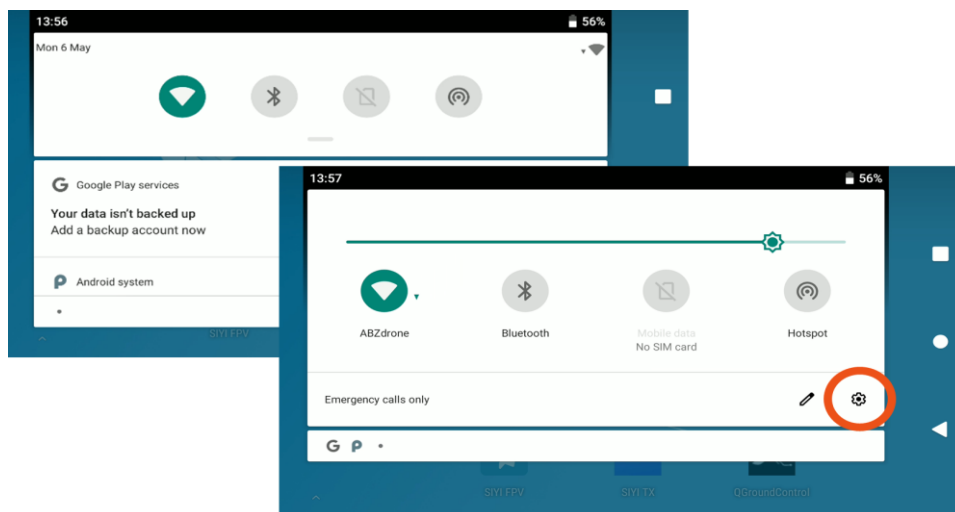 13:56
56%
Mon 6 May
Google Play services
Your data isn't backed up
Add a backup account now
Android system
SIYI FPV
13:57
56%
ABZdrone
Bluetooth
Mobile data
Hotspot
No SIM card
Emergency calls only
SIYI FPV
SIYI TX
QGroundControl